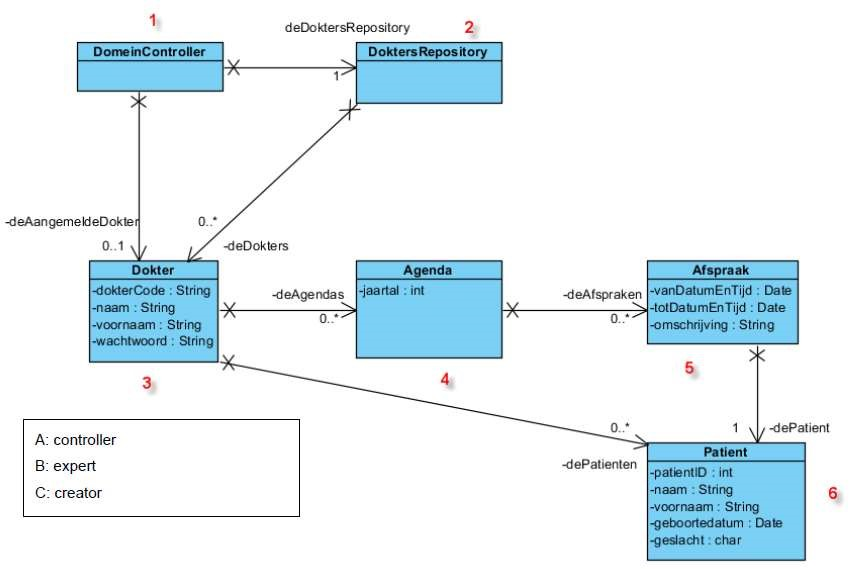 1
deDoktersRepository
2
DomeinController
DoktersRepository
1
-deAangemeldeDokter
0..1
0..*
-deDokters
Dokter
-dokterCode : String
-naam : String
-voornaam : String
-wachtwoord : String
-deAgendas
0..*
Agenda
-jaartal : int
-deAfspraken
0..*
Afspraak
-vanDatumEnTijd : Date
-totDatumEnTijd : Date
-omschrijving : String
3
4
5
A: controller
B: expert
C: creator
0..*
-dePatienten
1
-dePatient
Patient
-patientID : int
-naam : String
-voornaam : String
-geboortedatum : Date
-geslacht : char
6